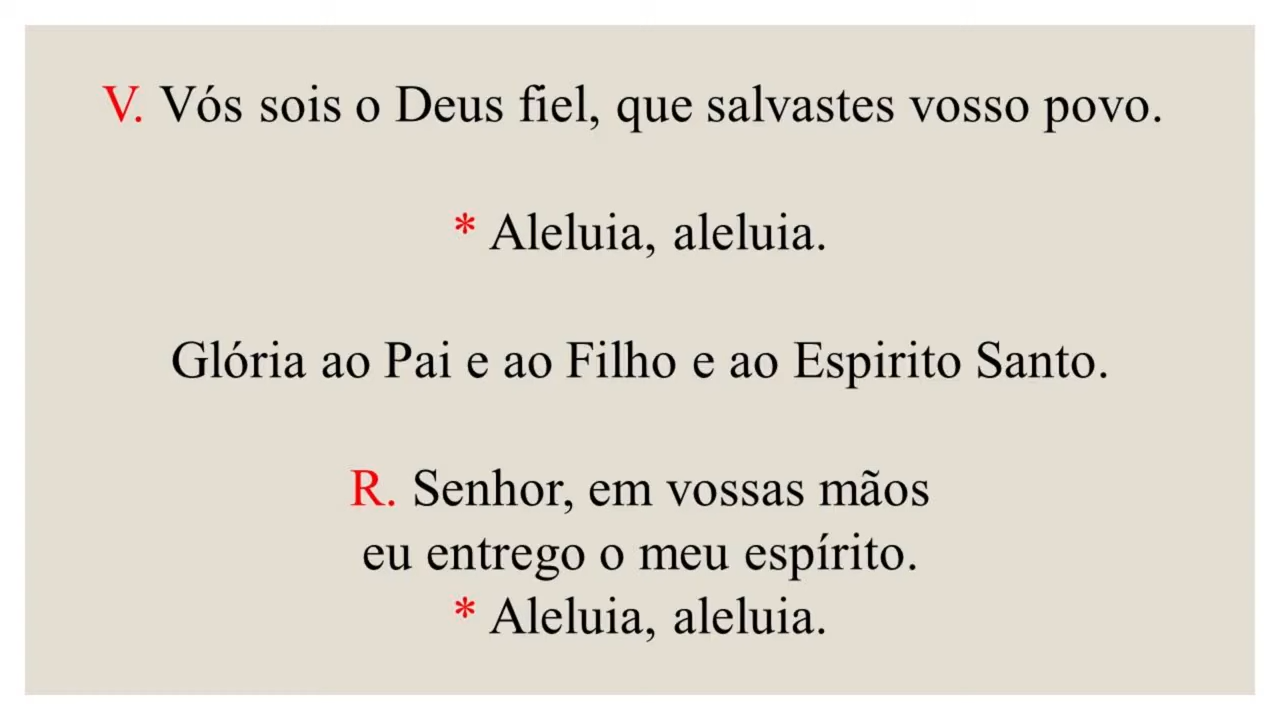 V. Vós sois o Deus fiel, que salvastes vosso povo.
* Aleluia, aleluia.
Glória ao Pai e ao Filho e ao Espirito Santo.
R. Senhor, em vossas mãos
eu entrego o meu espírito.
* Aleluia, aleluia.